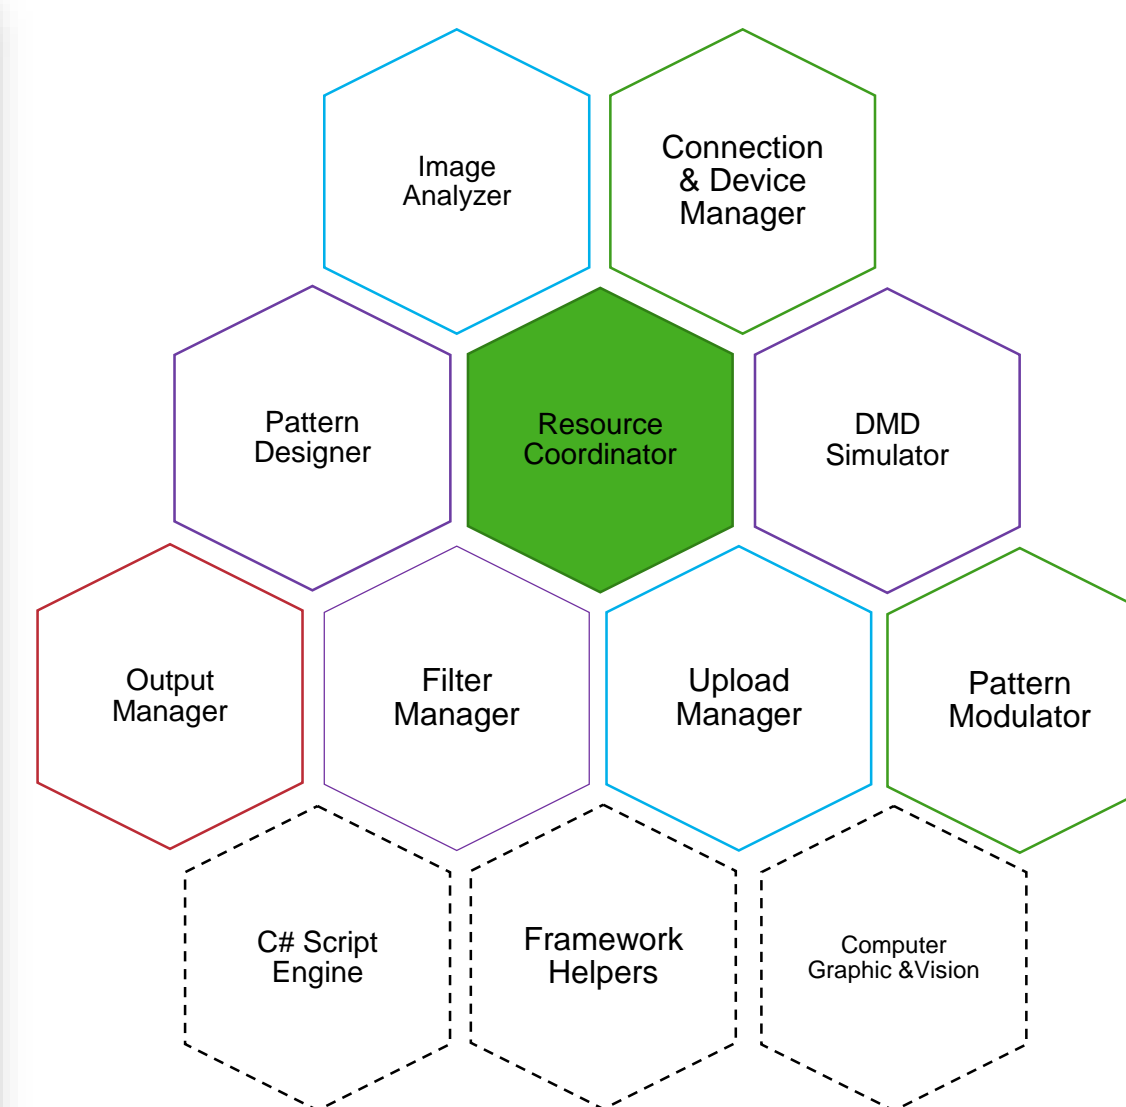 Image
Analyzer
Connection
& Device
Manager
Pattern
Designer
Resource
Coordinator
DMD
Simulator
Output
Manager
Filter
Manager
Upload
Manager
Pattern
Modulator
C# Script
Engine
Framework
Helpers
Computer
Graphic &Vision